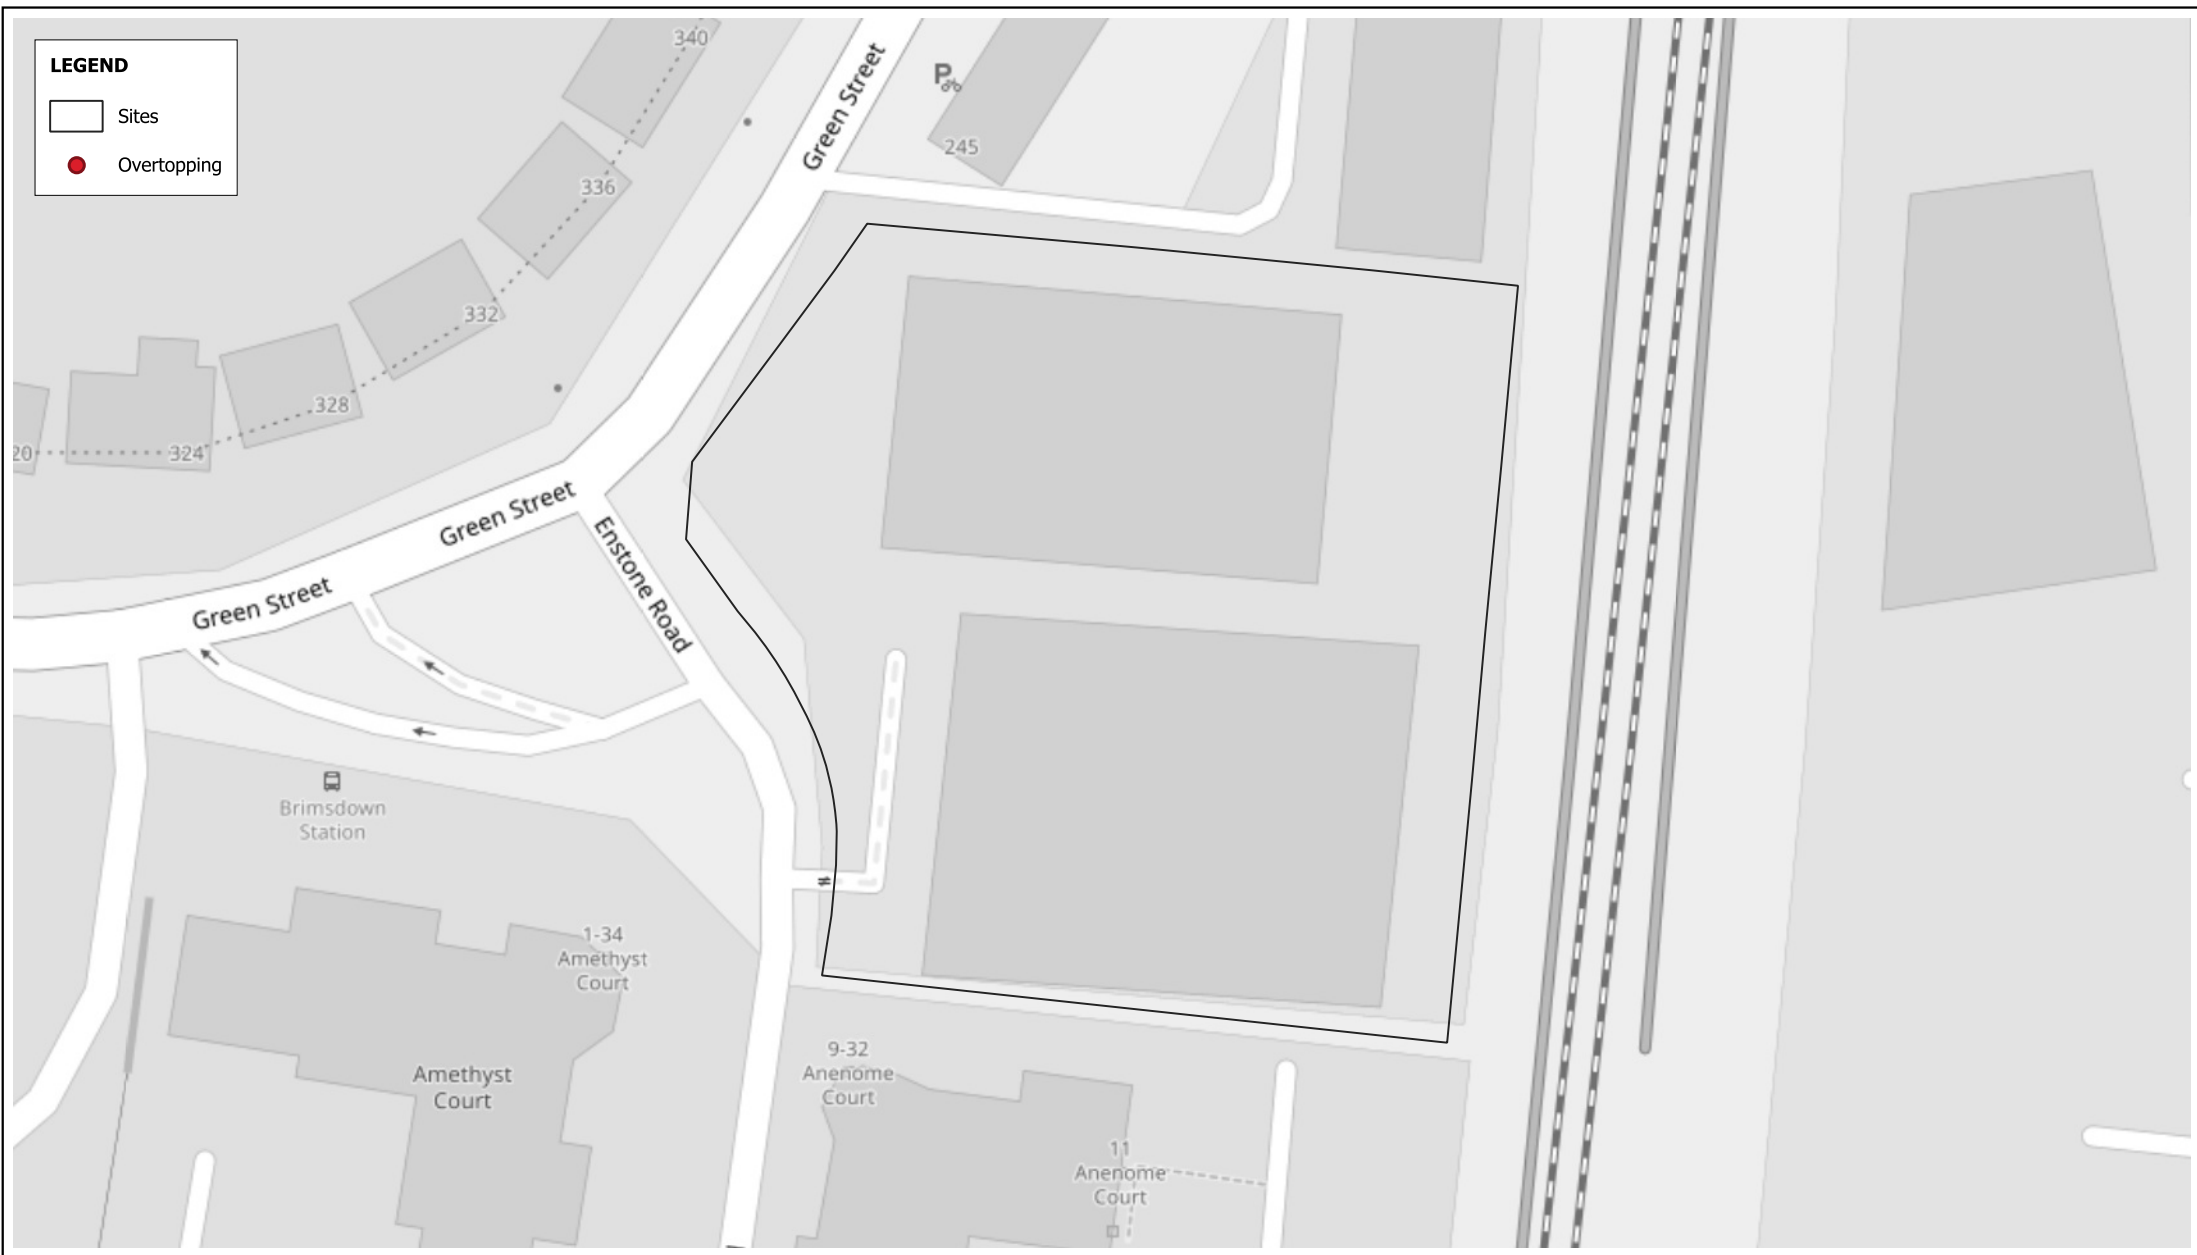 LEGEND
Sites
Overtopping
340
Green Street
P
245
336
332
328
324
20
Green Street
Enstone Road
Green Street
Brimsdown
Station
1-34
Amethyst
Court
Amethyst
Court
9-32
Anenome
Court
11
Anenome
Court